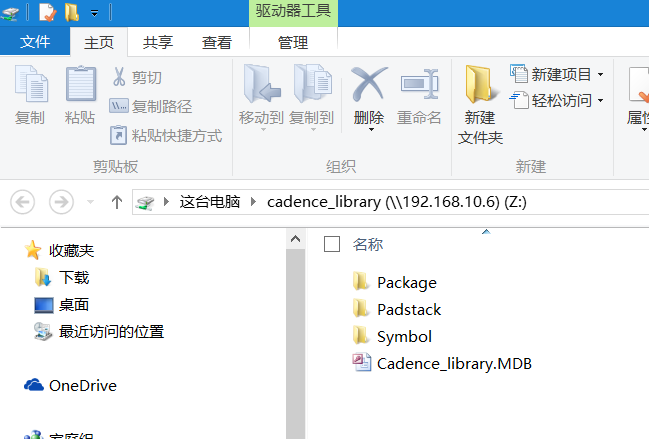 驱动器工具
文件 主页 共享 查看 管理
复制
粘贴
剪切
复制路径
粘贴快捷方式
剪贴板
移动到
复制到
删除
重命名
组织
新建
文件夹
新建项目
轻松访问
新建
属性
这台电脑 cadence_library (\\192.168.10.6) (Z:)
收藏夹
下载
桌面
最近访问的位置
OneDrive
家庭组
名称
Package
Padstack
Symbol
Cadence_library.MDB